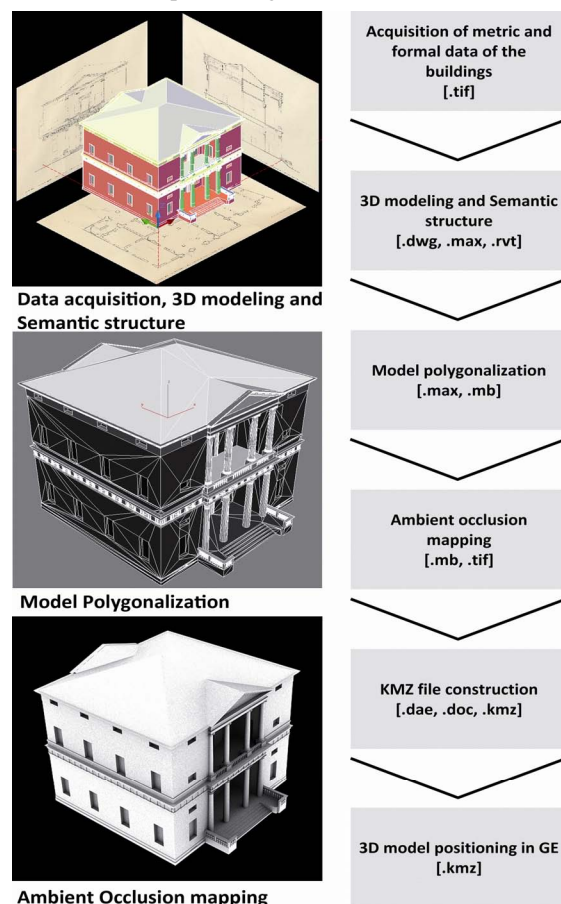 Data acquisition, 3D modeling and
Semantic structure
Model Polygonalization
Ambient Occlusion mapping
Acquisition of metric and
formal data of the
buildings
[.tif]
3D modeling and Semantic
structure
[.dwg, .max, .rvt]
Model polygonalization
[.max, .mb]
Ambient occlusion
mapping
[.mb, .tif]
KMZ file construction
[.dae, .doc, .kmz]
3D model positioning in GE
[.kmz]